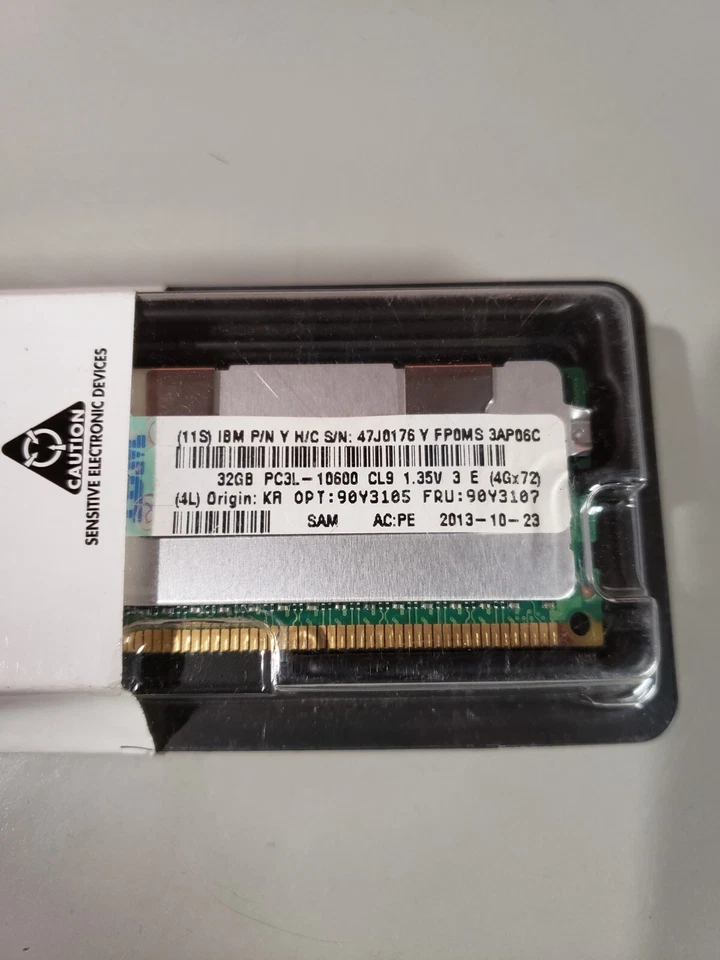 CAUTION
SENSITIVE ELECTRONIC DEVICES
(11S) IBM P/N Y H/C S/N: 47J0176 Y FP0MS 3AP06C
32GB PC3L-10600 CL9 1.35V 3 E (4Gx72)
(4L) Origin: KR OPT:90Y3105 FRU:90Y3107
SAM AC:PE 2013-10-23